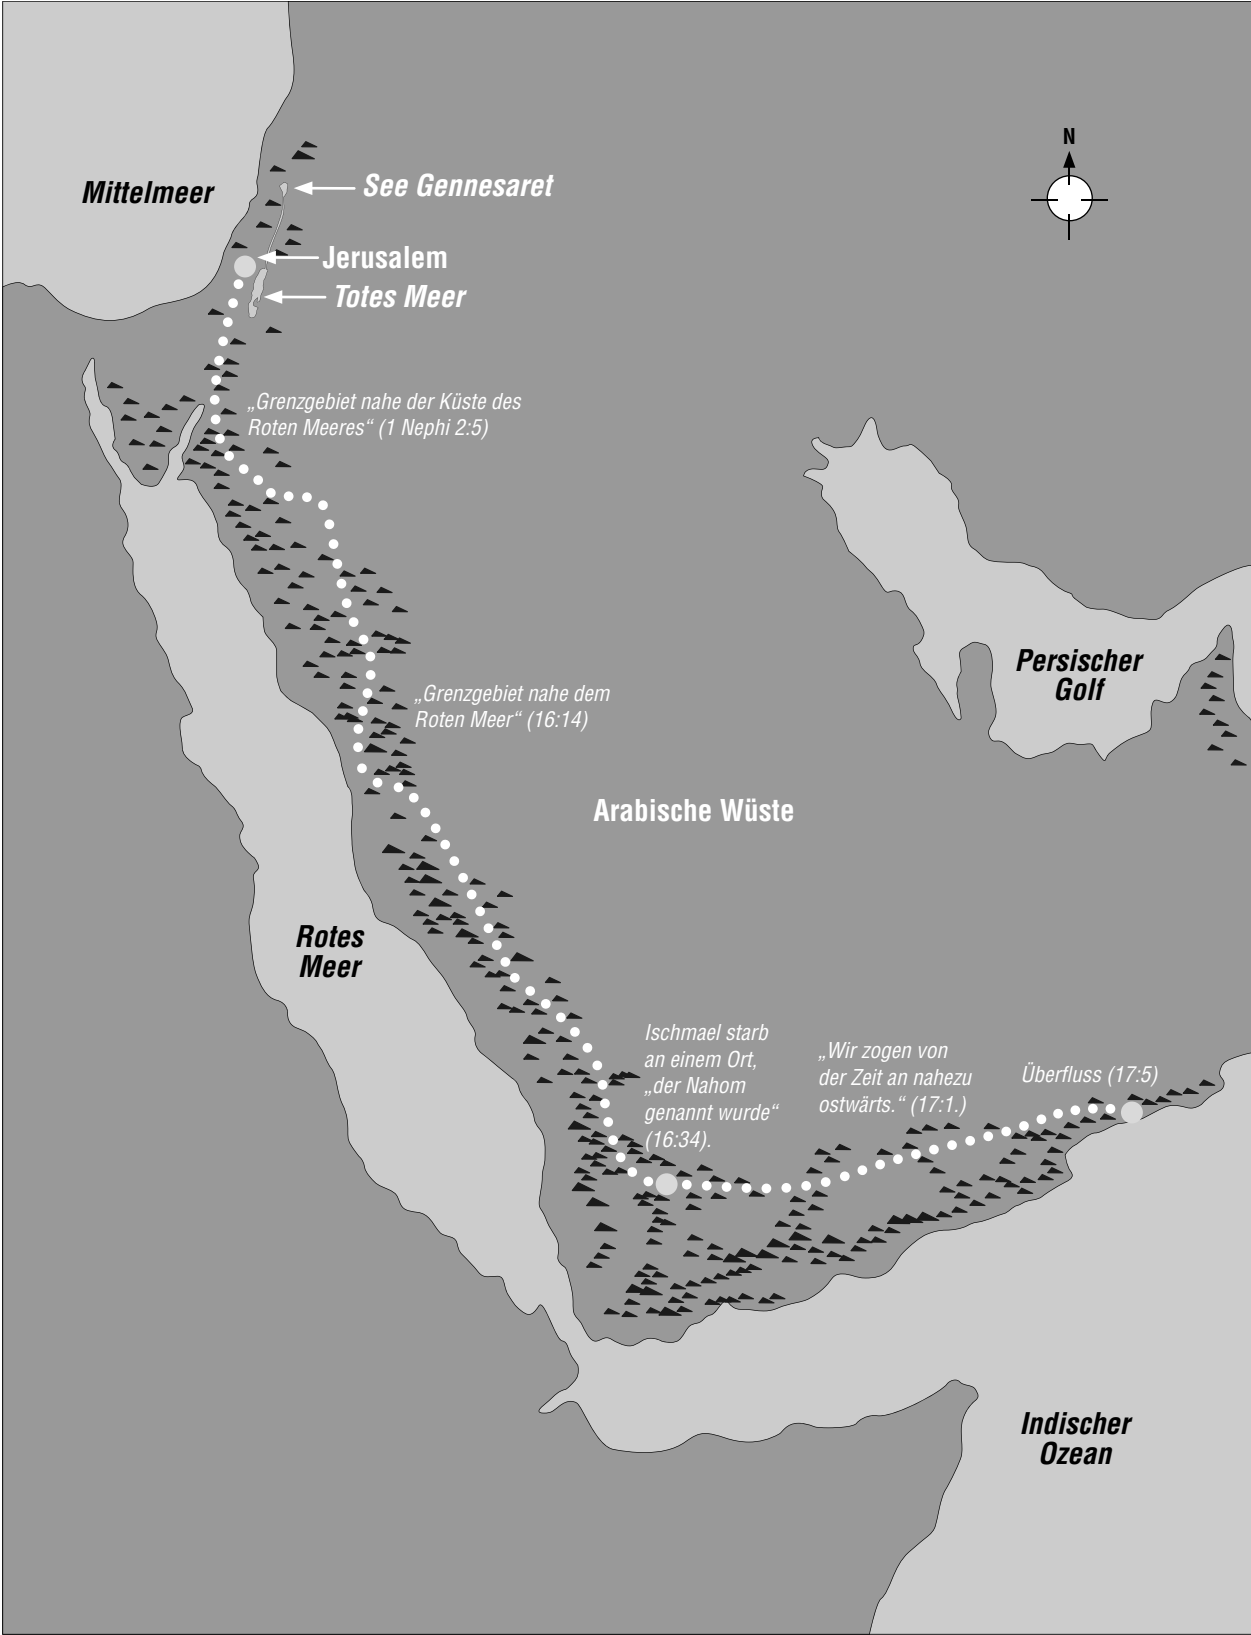 N
Mittelmeer
See Gennesaret
Jerusalem
Totes Meer
„Grenzgebiet nahe der Küste des
Roten Meeres“ (1 Nephi 2:5)
Persischer
Golf
„Grenzgebiet nahe dem
Roten Meer“ (16:14)
Arabische Wüste
Rotes
Meer
Ischmael starb
an einem Ort,
„der Nahom
genannt wurde“
(16:34).
„Wir zogen von
der Zeit an nahezu
ostwärts.“ (17:1.)
Überfluss (17:5)
Indischer
Ozean